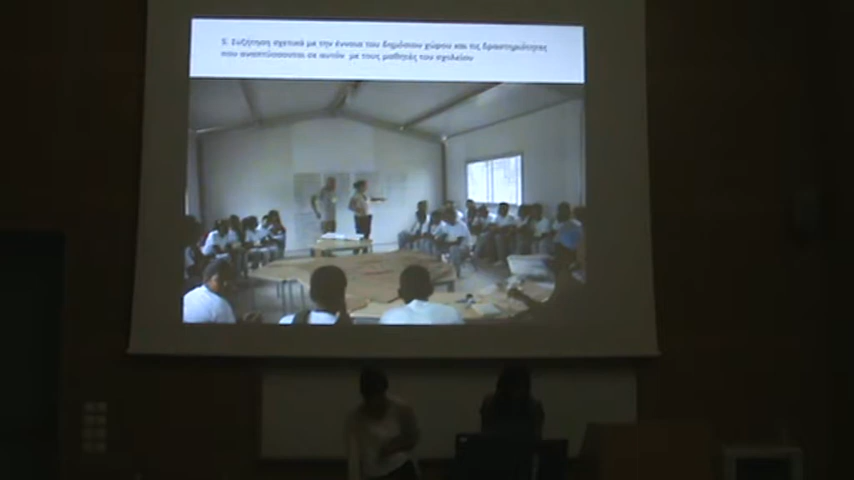 5. Συζήτηση σχετικά με την έννοια του δημόσιου χώρου και τις δραστηριότητες
που αναπτύσσονται σε αυτόν με τους μαθητές του σχολείου